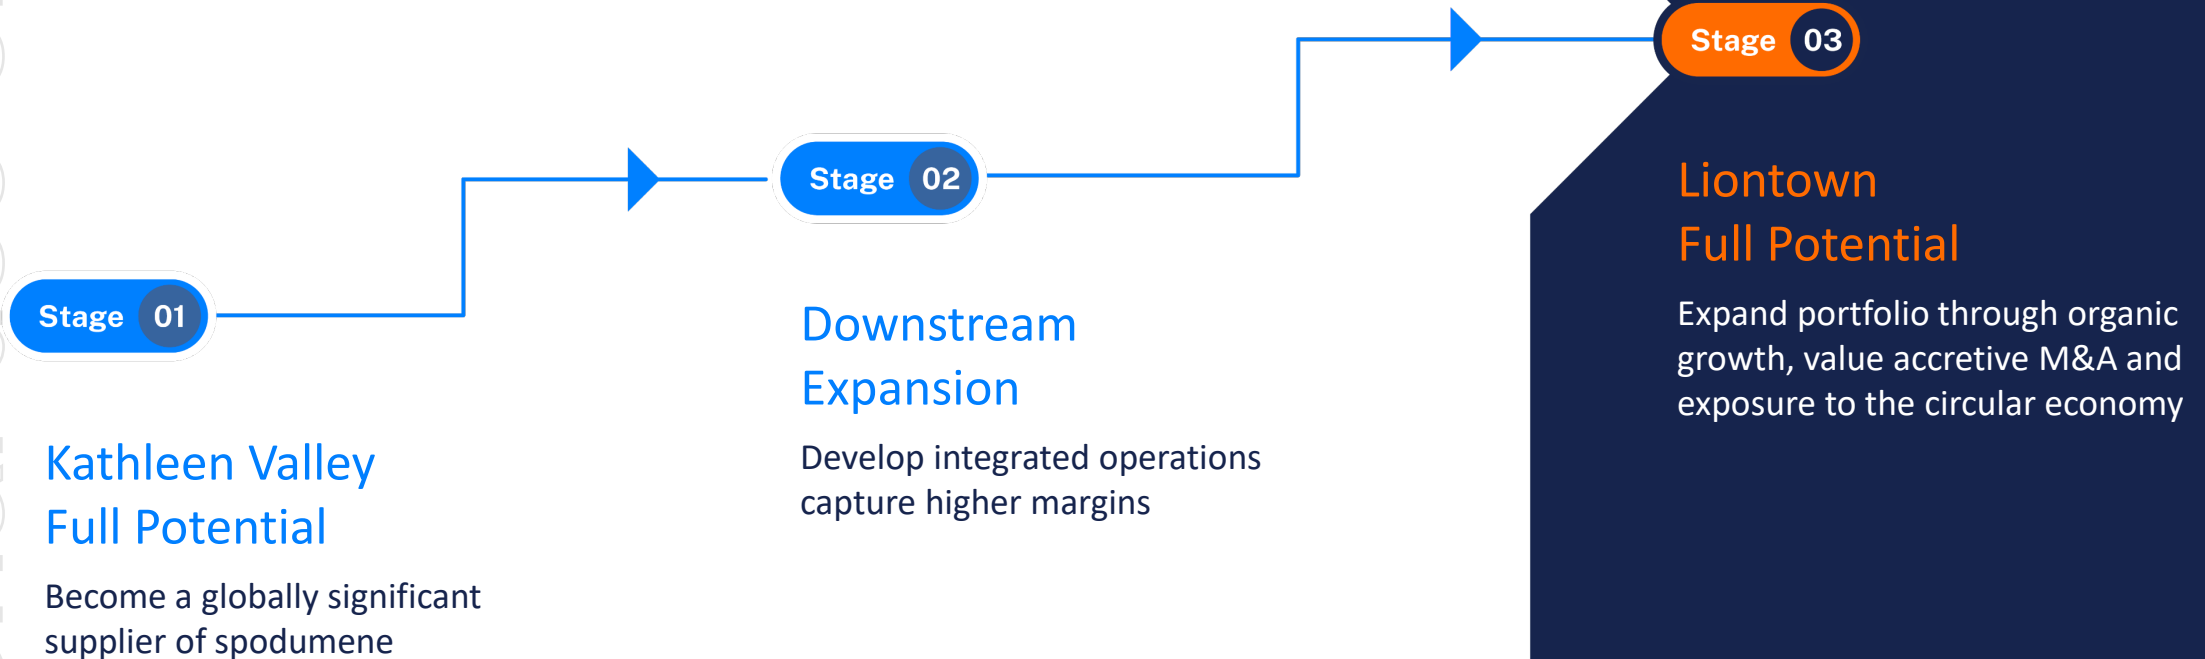 Stage 01
Kathleen Valley
Full Potential
Become a globally significant
supplier of spodumene
Stage 02
Downstream
Expansion
Develop integrated operations
capture higher margins
Stage 03
Liontown
Full Potential
Expand portfolio through organic
growth, value accretive M&A and
exposure to the circular economy